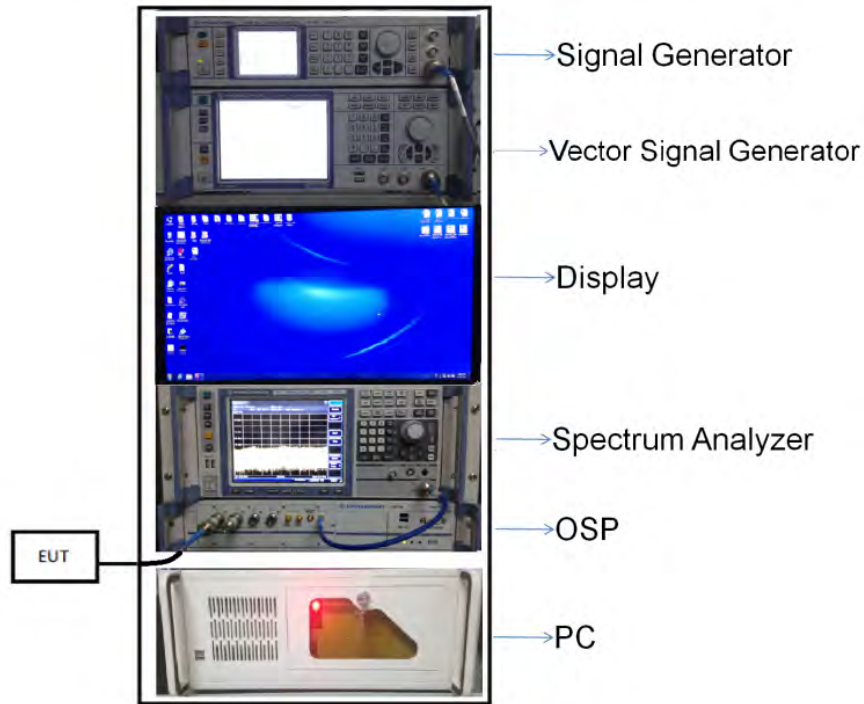 Signal Generator
Vector Signal Generator
Display
Spectrum Analyzer
OSP
EUT
PC